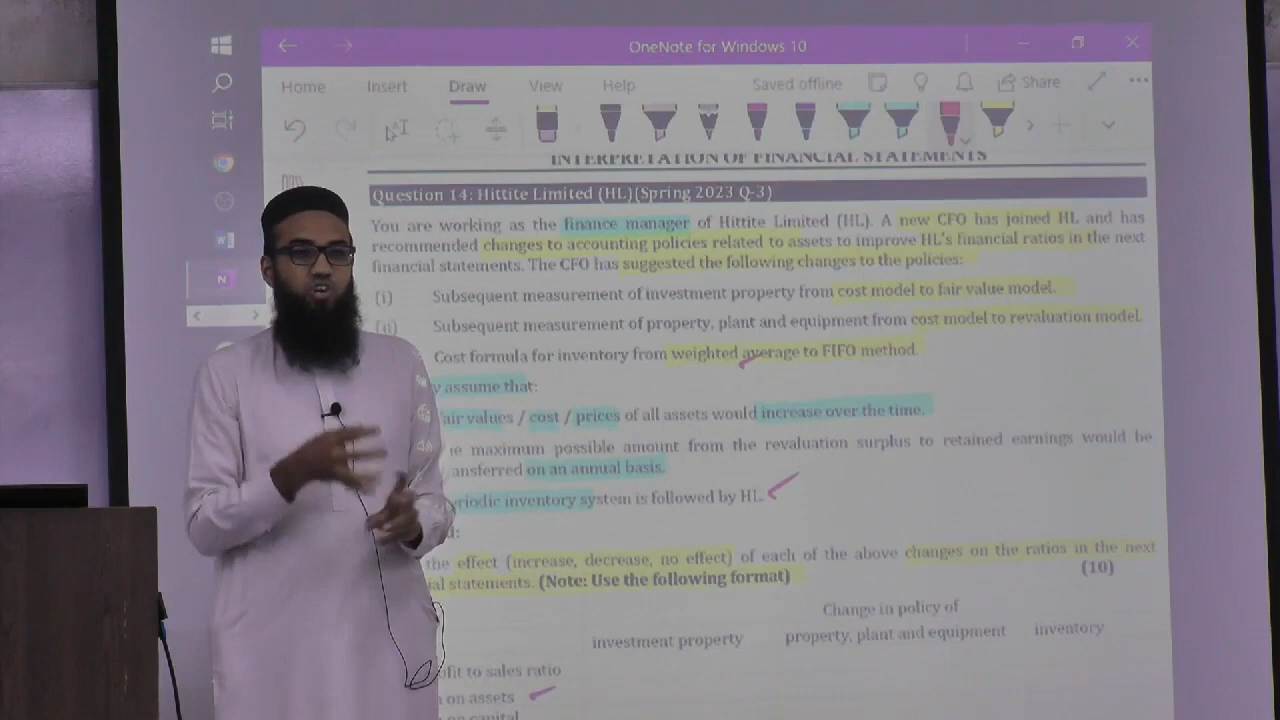 OneNote for Windows 10
Home Insert Draw View Help Saved offline Share
INTERPRETATION OF FINANCIAL STATEMENTS
Question 14: Hittite Limited (HL)(Spring 2023 Q-3)
You are working as the finance manager of Hittite Limited (HL). A new CFO has joined HL and has
recommended changes to accounting policies related to assets to improve HL's financial ratios in the next
financial statements. The CFO has suggested the following changes to the policies:
(i) Subsequent measurement of investment property from cost model to fair value model.
(ii) Subsequent measurement of property, plant and equipment from cost model to revaluation model.
Cost formula for inventory from weighted average to FIFO method.
y assume that:
air values / cost / prices of all assets would increase over the time.
e maximum possible amount from the revaluation surplus to retained earnings would be
ansferred on an annual basis.
eriodic inventory system is followed by HL.
d:
the effect (increase, decrease, no effect) of each of the above changes on the ratios in the next
ial statements. (Note: Use the following format) (10)
Change in policy of
investment property property, plant and equipment inventory
fit to sales ratio
on assets
on capital